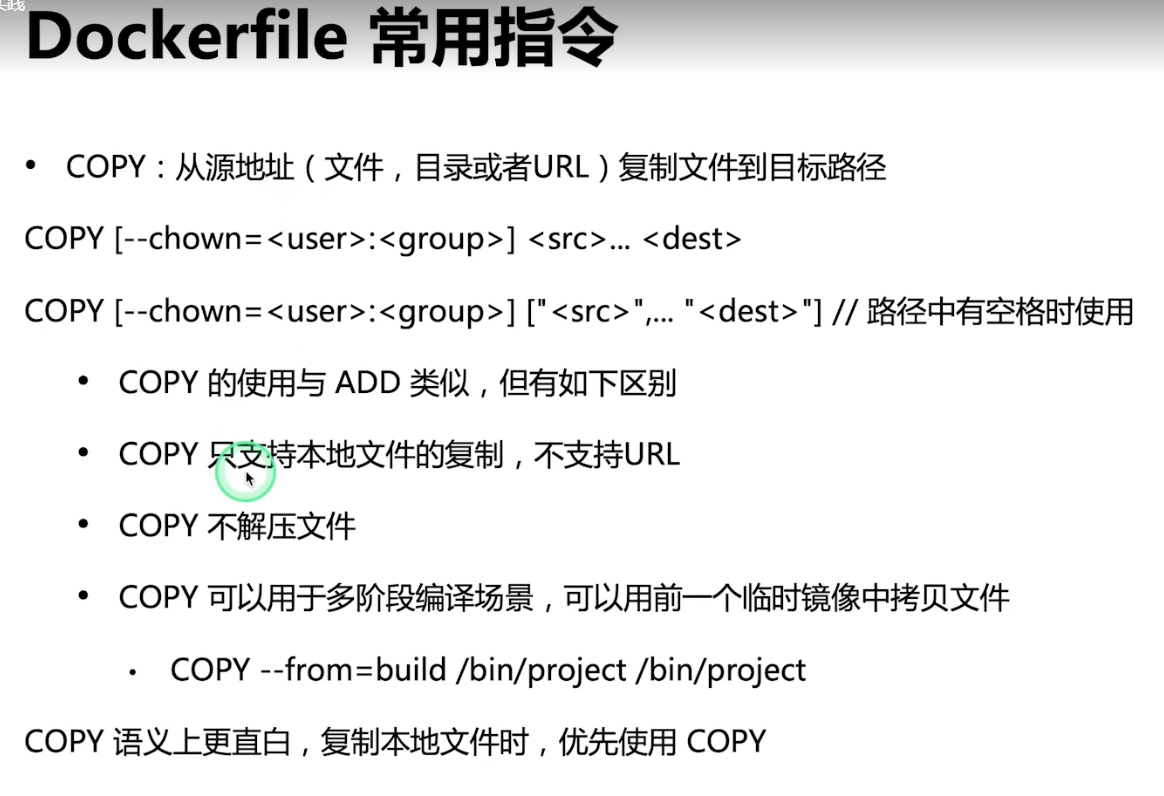 实践
Dockerfile 常用指令
• COPY：从源地址（文件，目录或者URL）复制文件到目标路径
COPY [--chown=<user>:<group>] <src>... <dest>
COPY [--chown=<user>:<group>] ["<src>",... "<dest>"] // 路径中有空格时使用
• COPY 的使用与 ADD 类似，但有如下区别
• COPY 只支持本地文件的复制，不支持URL
• COPY 不解压文件
• COPY 可以用于多阶段编译场景，可以用前一个临时镜像中拷贝文件
• COPY --from=build /bin/project /bin/project
COPY 语义上更直白，复制本地文件时，优先使用 COPY